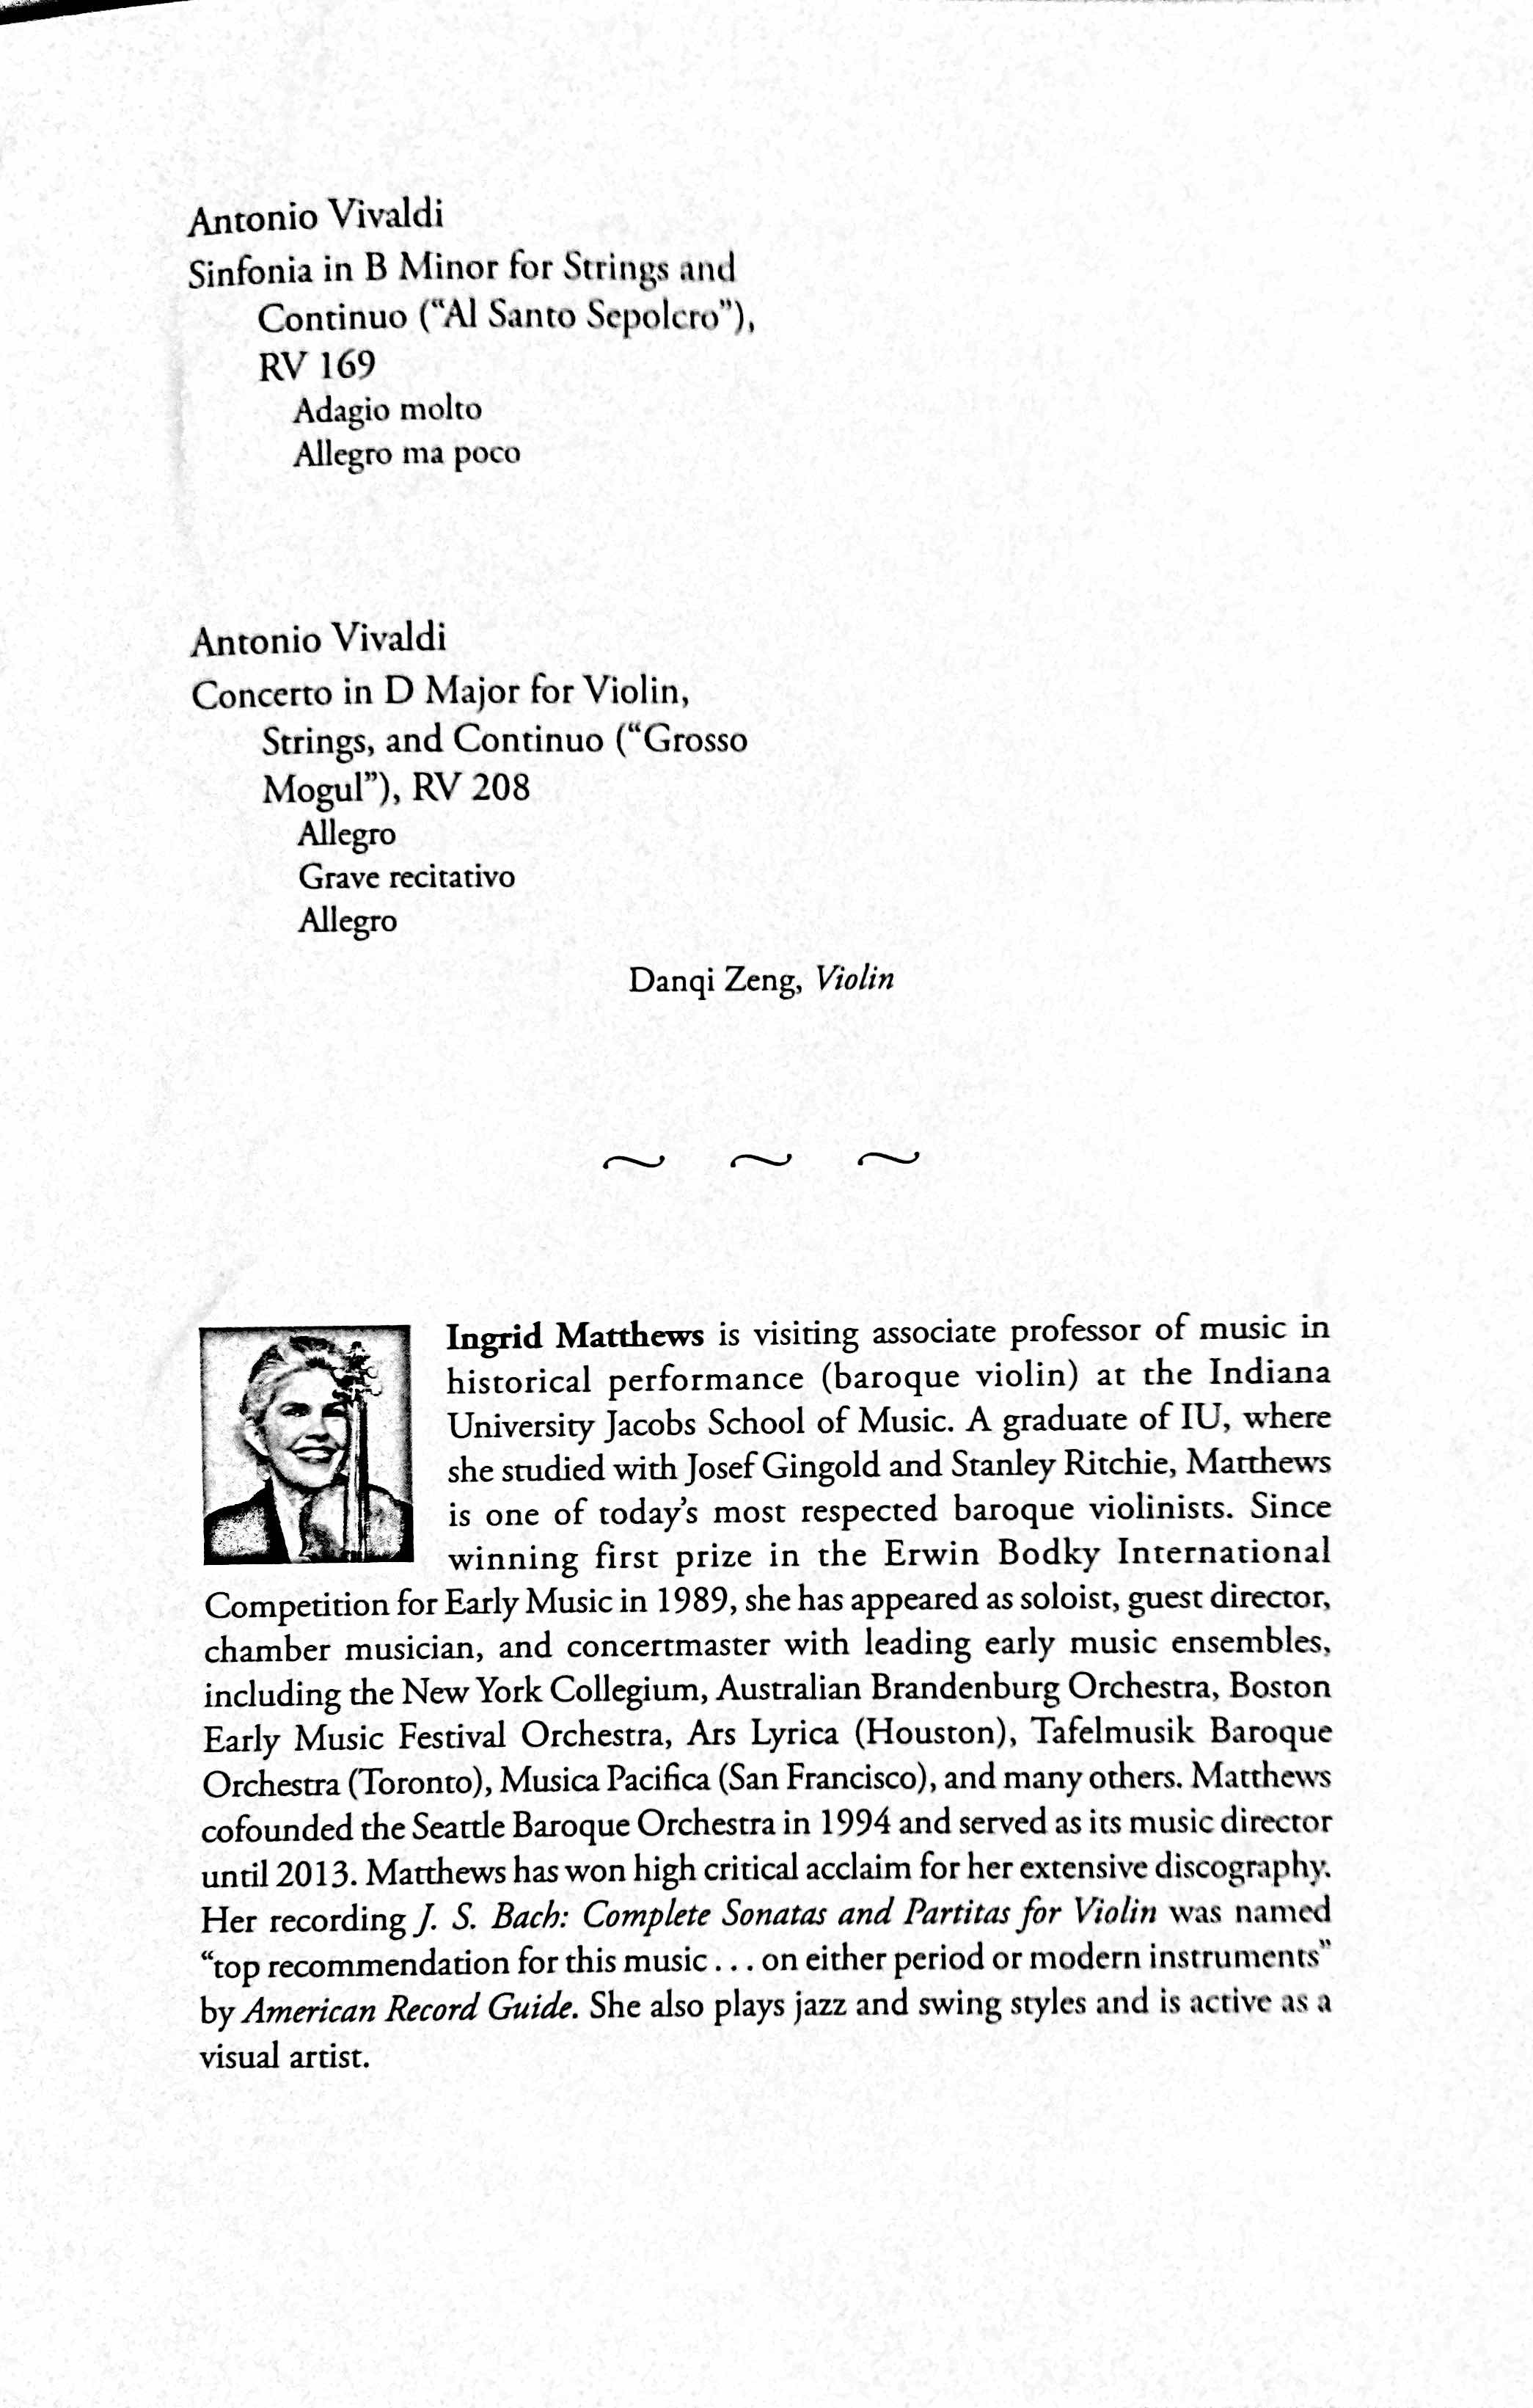 Antonio Vivaldi
Sinfonia in B Minor for Strings and
Continuo (“Al Santo Sepolcro”),
RV 169
Adagio molto
Allegro ma poco
Antonio Vivaldi
Concerto in D Major for Violin,
Strings, and Continuo (“Grosso
Mogul”), RV 208
Allegro
Grave recitativo
Allegro
Danqi Zeng, Violin
Ingrid Matthews is visiting associate professor of music in
historical performance (baroque violin) at the Indiana
University Jacobs School of Music. A graduate of IU, where
she studied with Josef Gingold and Stanley Ritchie, Matthews
is one of today’s most respected baroque violinists. Since
winning first prize in the Erwin Bodky International
Competition for Early Music in 1989, she has appeared as soloist, guest director,
chamber musician, and concertmaster with leading early music ensembles,
including the New York Collegium, Australian Brandenburg Orchestra, Boston
Early Music Festival Orchestra, Ars Lyrica (Houston), Tafelmusik Baroque
Orchestra (Toronto), Musica Pacifica (San Francisco), and many others. Matthews
cofounded the Seattle Baroque Orchestra in 1994 and served as its music director
until 2013. Matthews has won high critical acclaim for her extensive discography.
Her recording J. S. Bach: Complete Sonatas and Partitas for Violin was named
“top recommendation for this music . . . on either period or modern instruments”
by American Record Guide. She also plays jazz and swing styles and is active as a
visual artist.